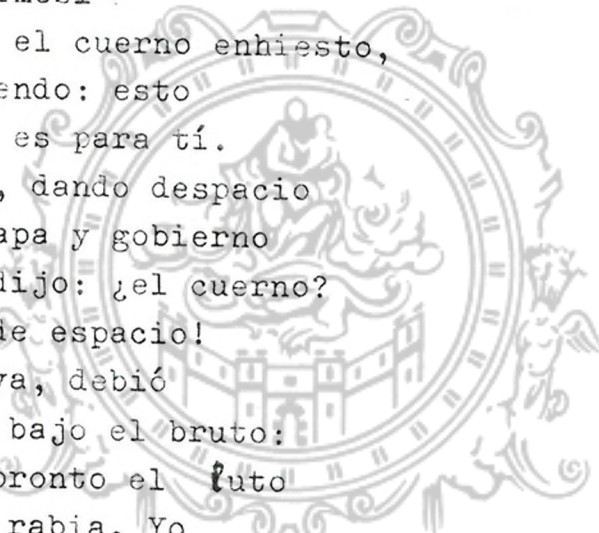 el cuerno enhiesto,
endo: esto
es para tí.
, dando despacio
apa y gobierno
dijo: ¿el cuerno?
de espacio!
va, debió
bajo el bruto:
pronto el luto
rabia. Yo